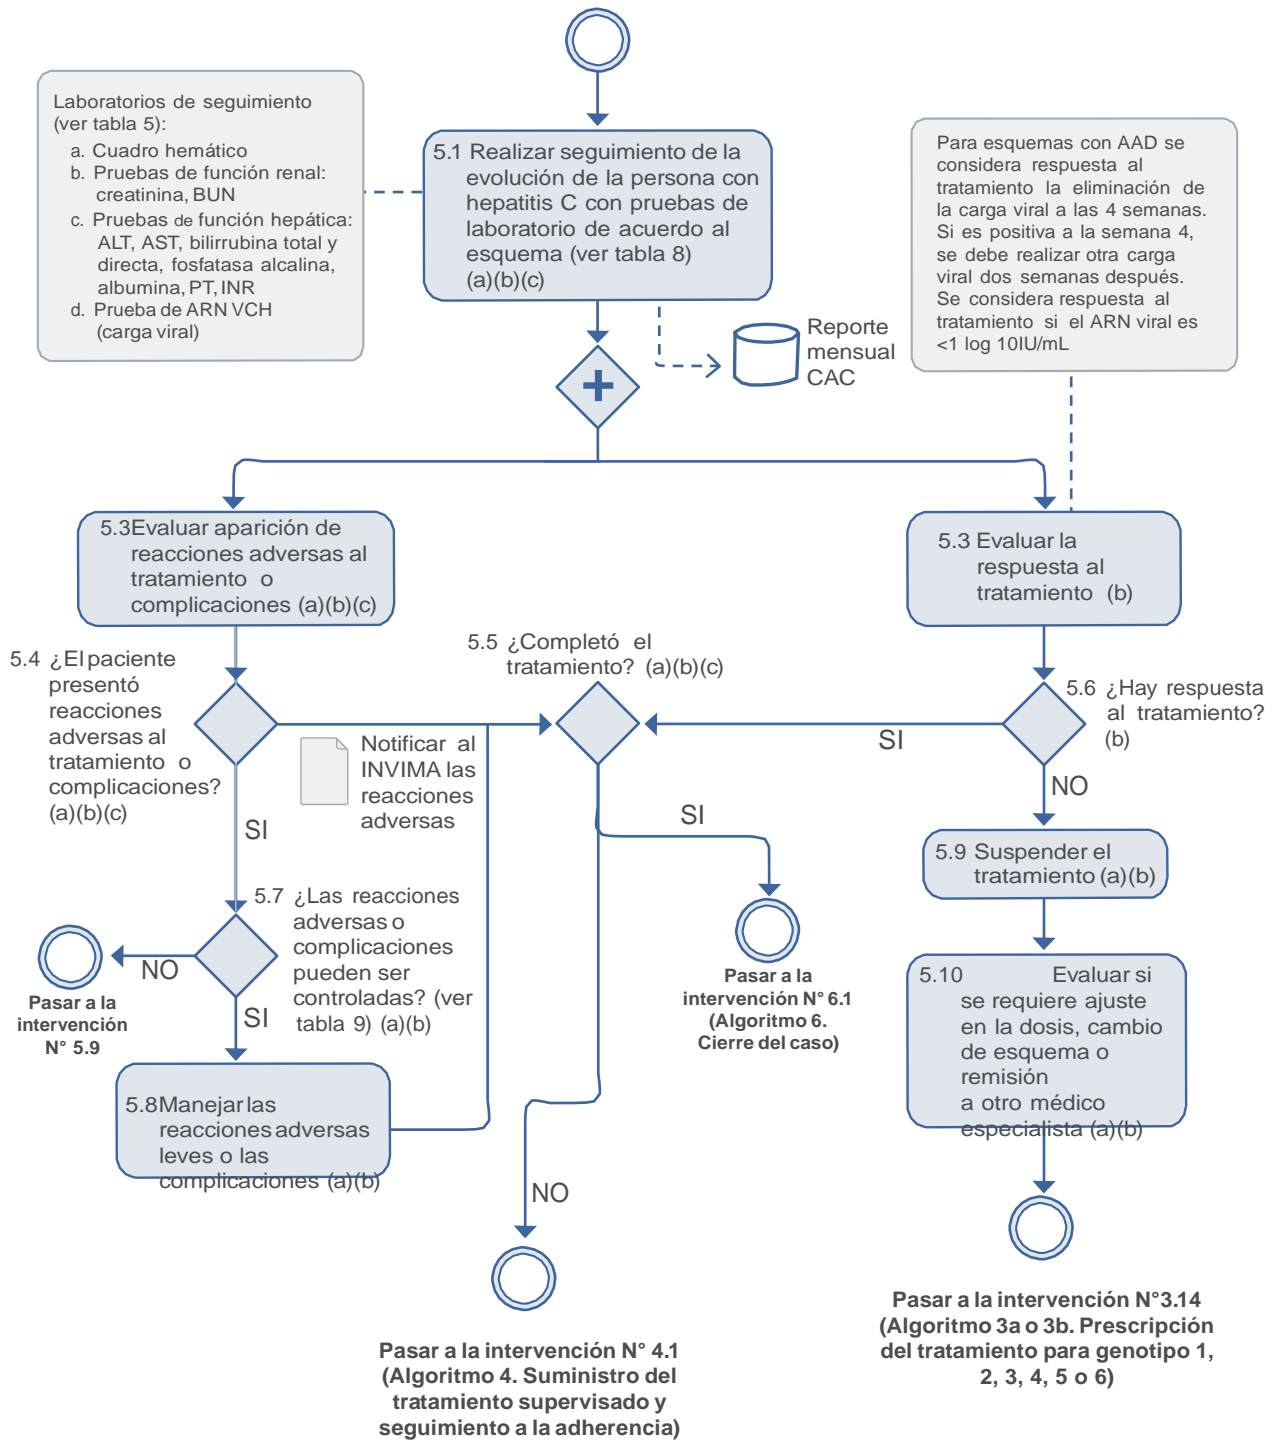 Laboratorios de seguimiento
(ver tabla 5):
a. Cuadro hemático
b. Pruebas de función renal:
creatinina, BUN
c. Pruebas de función hepática:
ALT, AST, bilirrubina total y
directa, fosfatasa alcalina,
albumina, PT, INR
d. Prueba de ARN VCH
(carga viral)
5.1 Realizar seguimiento de la
evolución de la persona con
hepatitis C con pruebas de
laboratorio de acuerdo al
esquema (ver tabla 8)
(a)(b)(c)
Para esquemas con AAD se
considera respuesta al
tratamiento la eliminación de
la carga viral a las 4 semanas.
Si es positiva a la semana 4,
se debe realizar otra carga
viral dos semanas después.
Se considera respuesta al
tratamiento si el ARN viral es
<1 log 10IU/mL
Reporte
mensual
CAC
5.3Evaluar aparición de
reacciones adversas al
tratamiento o
complicaciones (a)(b)(c)
5.3 Evaluar la
respuesta al
tratamiento (b)
5.4 ¿El paciente
presentó
reacciones
adversas al
tratamiento o
complicaciones?
(a)(b)(c)
5.5 ¿Completó el
tratamiento? (a)(b)(c)
5.6 ¿Hay respuesta
al tratamiento?
(b)
Notificar al
INVIMA las
reacciones
adversas
SI
NO
SI
SI
5.9 Suspender el
tratamiento (a)(b)
5.7 ¿Las reacciones
adversas o
complicaciones
pueden ser
controladas? (ver
tabla 9) (a)(b)
NO
SI
Pasar a la
intervención
N° 5.9
Pasar a la
intervención N° 6.1
(Algoritmo 6.
Cierre del caso)
5.10 Evaluar si
se requiere ajuste
en la dosis, cambio
de esquema o
remisión
a otro médico
especialista (a)(b)
5.8Manejar las
reacciones adversas
leves o las
complicaciones (a)(b)
NO
Pasar a la intervención N° 4.1
(Algoritmo 4. Suministro del
tratamiento supervisado y
seguimiento a la adherencia)
Pasar a la intervención N°3.14
(Algoritmo 3a o 3b. Prescripción
del tratamiento para genotipo 1,
2, 3, 4, 5 o 6)